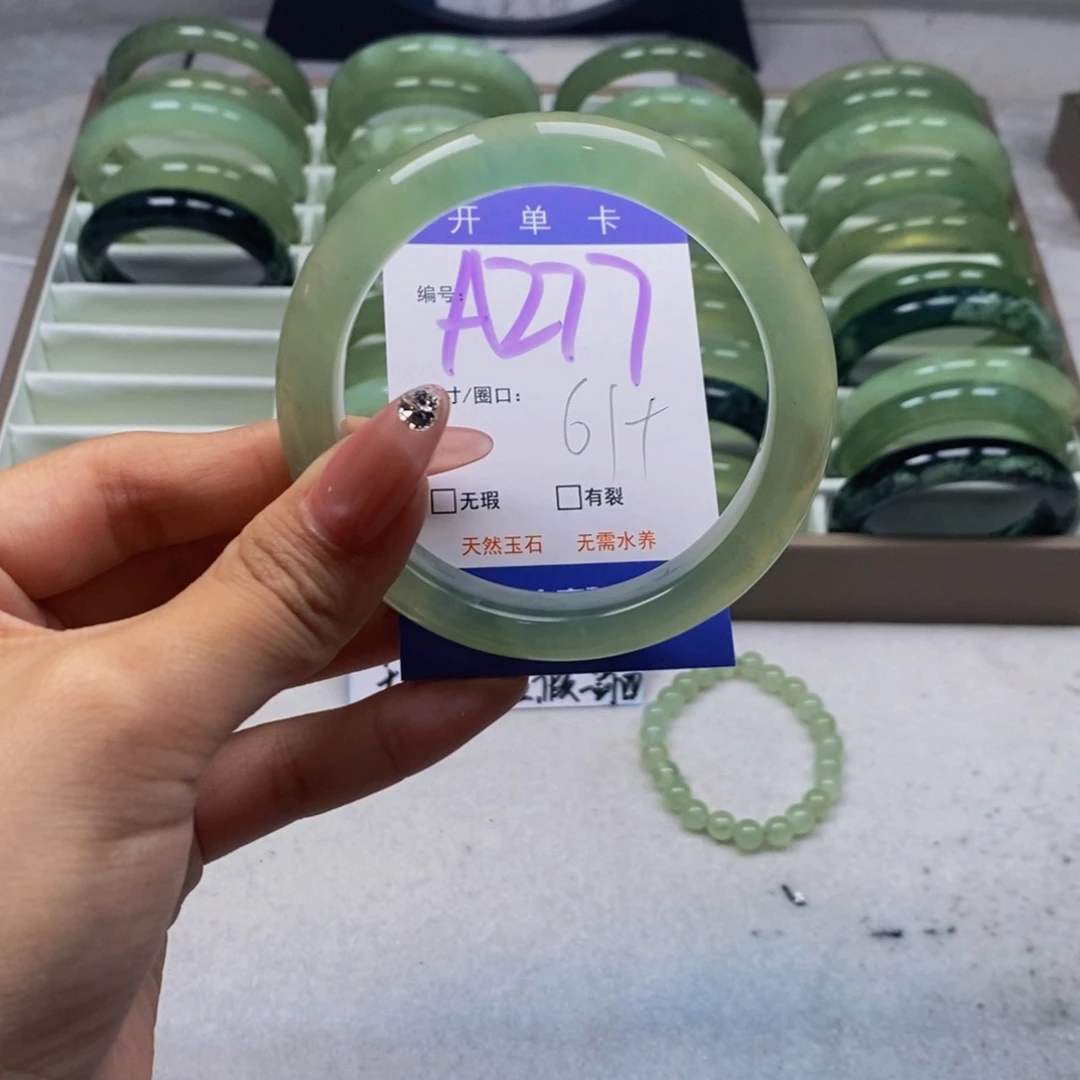 开单卡
编号: A277
寸/圈口: 61+
□无瑕 □有裂
天然玉石 无需水养